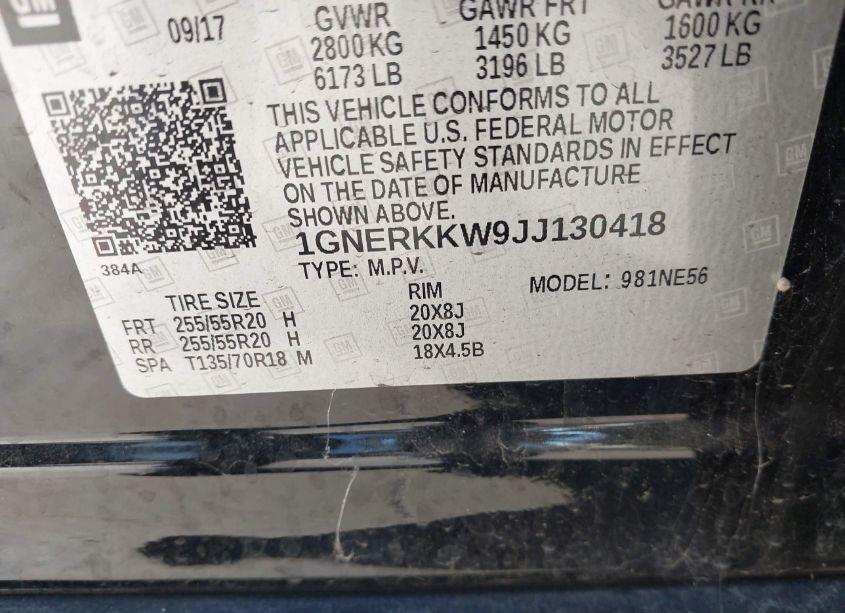 GM
09/17
GVWR
GAWR FRT
GAWR RR
2800 KG
1450 KG
1600 KG
6173 LB
3196 LB
3527 LB
THIS VEHICLE CONFORMS TO ALL
APPLICABLE U.S. FEDERAL MOTOR
VEHICLE SAFETY STANDARDS IN EFFECT
ON THE DATE OF MANUFACTURE
SHOWN ABOVE.
1GNERKKW9JJ130418
384A
TYPE: M.P.V.
MODEL: 981NE56
TIRE SIZE
RIM
FRT 255/55R20 H
20X8J
RR 255/55R20 H
20X8J
SPA T135/70R18 M
18X4.5B